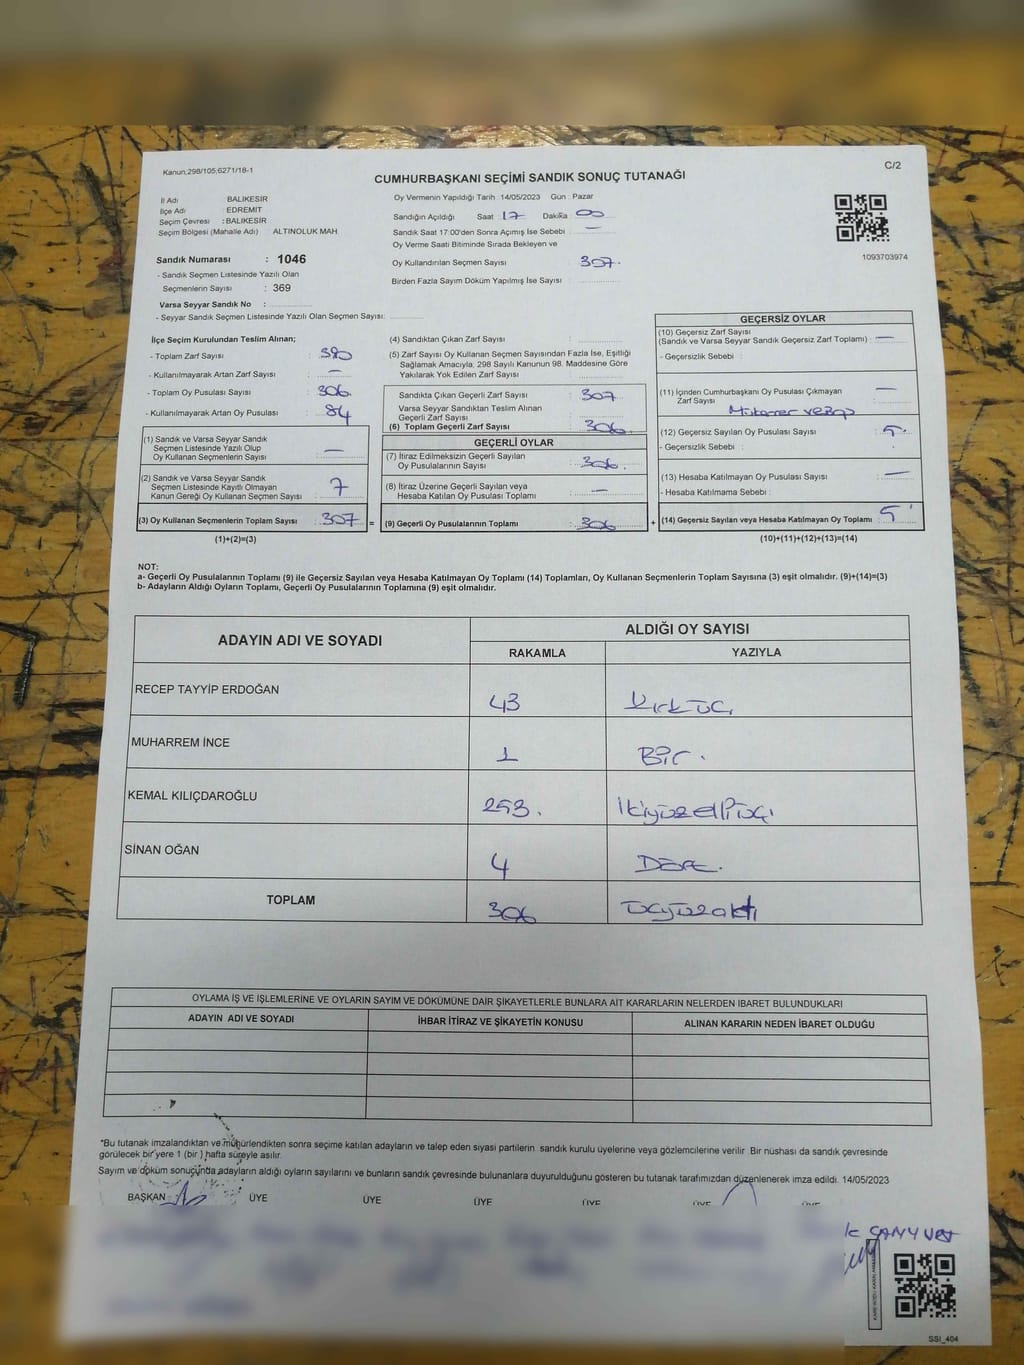 Kanun,298/105,6271/18-1
C/2
CUMHURBAŞKANI SEÇİMİ SANDIK SONUÇ TUTANAĞI
İl Adı : BALIKESİR
İlçe Adı : EDREMİT
Seçim Çevresi : BALIKESİR
Seçim Bölgesi (Mahalle Adı) : ALTINOLUK MAH.
Sandık Numarası : 1046
- Sandık Seçmen Listesinde Yazılı Olan
Seçmenlerin Sayısı : 369
Varsa Seyyar Sandık No :
- Seyyar Sandık Seçmen Listesinde Yazılı Olan Seçmen Sayısı:
Oy Vermenin Yapıldığı Tarih : 14/05/2023 Gün : Pazar
Sandığın Açıldığı Saat : 17 Dakika : 00
Sandık Saat 17:00'den Sonra Açımış İse Sebebi : —
Oy Verme Saati Bitiminde Sırada Bekleyen ve
Oy Kullandırılan Seçmen Sayısı : 307.
Birden Fazla Sayım Döküm Yapılmış İse Sayısı :
1093703974
İlçe Seçim Kurulundan Teslim Alınan;
- Toplam Zarf Sayısı : 390
- Kullanılmayarak Artan Zarf Sayısı : —
- Toplam Oy Pusulası Sayısı : 306.
- Kullanılmayarak Artan Oy Pusulası : 84
(1) Sandık ve Varsa Seyyar Sandık
Seçmen Listesinde Yazılı Olup
Oy Kullanan Seçmenlerin Sayısı : —
(2) Sandık ve Varsa Seyyar Sandık
Seçmen Listesinde Kayıtlı Olmayan
Kanun Gereği Oy Kullanan Seçmen Sayısı : 7
(3) Oy Kullanan Seçmenlerin Toplam Sayısı : 307 =
(1)+(2)=(3)
(4) Sandıktan Çıkan Zarf Sayısı :
(5) Zarf Sayısı Oy Kullanan Seçmen Sayısından Fazla İse, Eşitliği
Sağlamak Amacıyla; 298 Sayılı Kanunun 98. Maddesine Göre
Yakılarak Yok Edilen Zarf Sayısı :
Sandıkta Çıkan Geçerli Zarf Sayısı : 307
Varsa Seyyar Sandıktan Teslim Alınan
Geçerli Zarf Sayısı :
(6) Toplam Geçerli Zarf Sayısı : 306.
GEÇERLİ OYLAR
(7) İtiraz Edilmeksizin Geçerli Sayılan
Oy Pusulalarının Sayısı : 306.
(8) İtiraz Üzerine Geçerli Sayılan veya
Hesaba Katılan Oy Pusulası Toplamı : —
(9) Geçerli Oy Pusulalarının Toplamı : 306 +
GEÇERSİZ OYLAR
(10) Geçersiz Zarf Sayısı
(Sandık ve Varsa Seyyar Sandık Geçersiz Zarf Toplamı) : —
- Geçersizlik Sebebi :
(11) İçinden Cumhurbaşkanı Oy Pusulası Çıkmayan
Zarf Sayısı : —
(12) Geçersiz Sayılan Oy Pusulası Sayısı : 5.
- Geçersizlik Sebebi :
(13) Hesaba Katılmayan Oy Pusulası Sayısı : —
- Hesaba Katılmama Sebebi :
(14) Geçersiz Sayılan veya Hesaba Katılmayan Oy Toplamı : 5
(10)+(11)+(12)+(13)=(14)
NOT:
a- Geçerli Oy Pusulalarının Toplamı (9) ile Geçersiz Sayılan veya Hesaba Katılmayan Oy Toplamı (14) Toplamları, Oy Kullanan Seçmenlerin Toplam Sayısına (3) eşit olmalıdır. (9)+(14)=(3)
b- Adayların Aldığı Oyların Toplamı, Geçerli Oy Pusulalarının Toplamına (9) eşit olmalıdır.
ADAYIN ADI VE SOYADI ALDIĞI OY SAYISI
RAKAMLA YAZIYLA
RECEP TAYYİP ERDOĞAN 43 Kırküç
MUHARREM İNCE 1 Bir.
KEMAL KILIÇDAROĞLU 253. İkiyüzelliüç
SİNAN OĞAN 4 Dört.
TOPLAM 306 üçyüzaktı
OYLAMA İŞ VE İŞLEMLERİNE VE OYLARIN SAYIM VE DÖKÜMÜNE DAİR ŞİKAYETLERLE BUNLARA AİT KARARLARIN NELERDEN İBARET BULUNDUKLARI
ADAYIN ADI VE SOYADI İHBAR İTİRAZ VE ŞİKAYETİN KONUSU ALINAN KARARIN NEDEN İBARET OLDUĞU
*Bu tutanak imzalandıktan ve mühürlendikten sonra seçime katılan adayların ve talep eden siyasi partilerin sandık kurulu üyelerine veya gözlemcilerine verilir. Bir nüshası da sandık çevresinde
görülecek bir yere 1 (bir ) hafta süreyle asılır.
Sayım ve döküm sonucunda adayların aldığı oyların sayılarını ve bunların sandık çevresinde bulunanlara duyurulduğunu gösteren bu tutanak tarafımızdan düzenlenerek imza edildi. 14/05/2023
BAŞKAN ÜYE ÜYE ÜYE ÜYE ÜYE ÜYE
SSİ_404